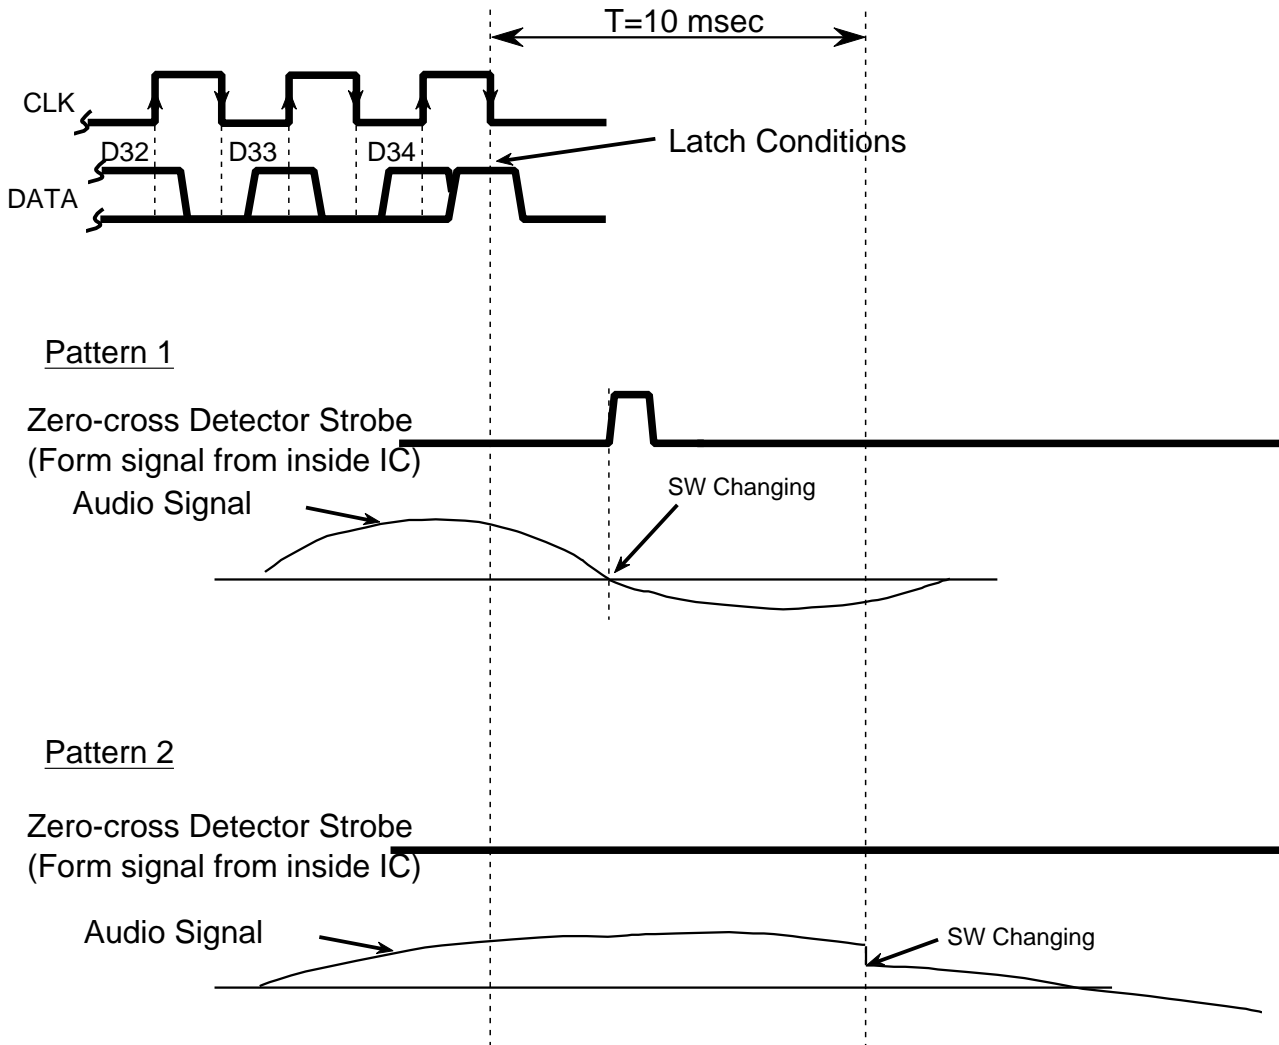 T=10 msec
CLK
D32 D33 D34
Latch Conditions
DATA
Pattern 1
Zero-cross Detector Strobe
(Form signal from inside IC)
Audio Signal
SW Changing
Pattern 2
Zero-cross Detector Strobe
(Form signal from inside IC)
Audio Signal
SW Changing